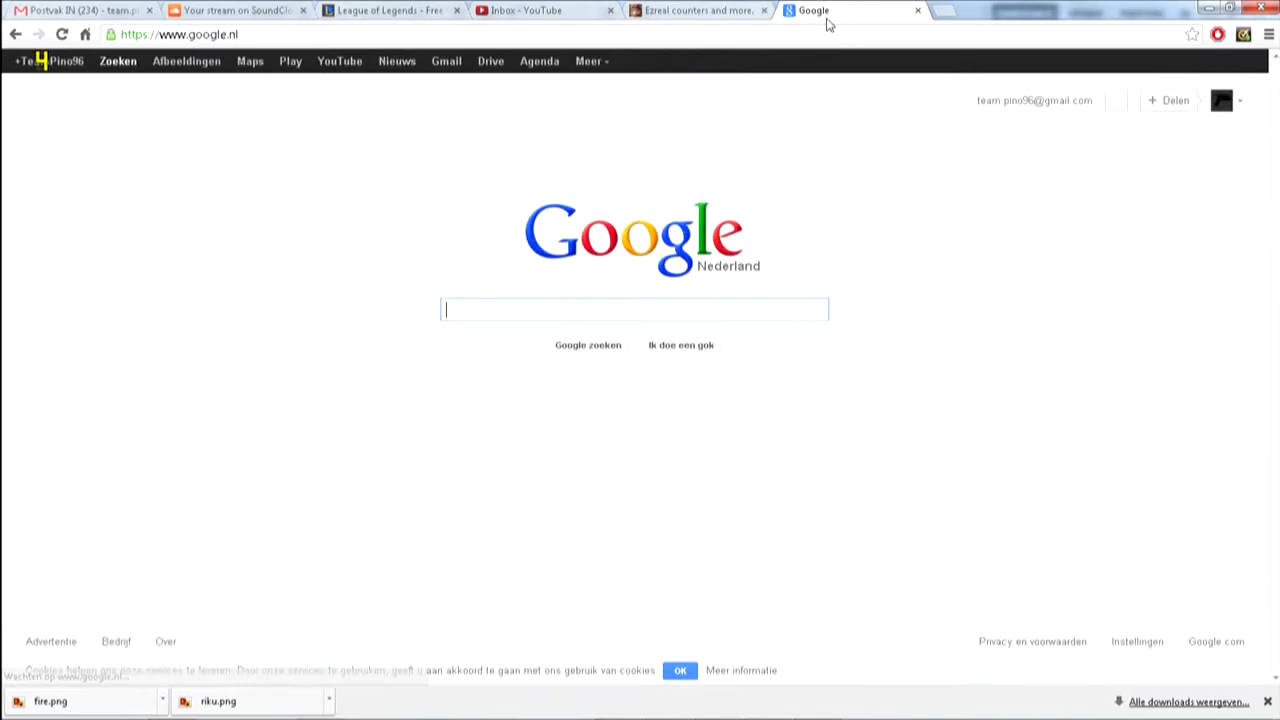 Postvak IN (234) - team.p
Your stream on SoundClo
League of Legends - Free
Inbox - YouTube
Ezreal counters and more.
Google
https://www.google.nl
4
Zoeken Afbeeldingen Maps Play YouTube Nieuws Gmail Drive Agenda Meer
team.pino96@gmail.com
+ Delen
Google
Nederland
Google zoeken Ik doe een gok
Advertentie Bedrijf Over
Privacy en voorwaarden Instellingen Google.com
Cookies helpen ons onze services te leveren. Door onze services te gebruiken, geeft u aan akkoord te gaan met ons gebruik van cookies OK Meer informatie
Wachten op www.google.nl...
fire.png riku.png
Alle downloads weergeven...